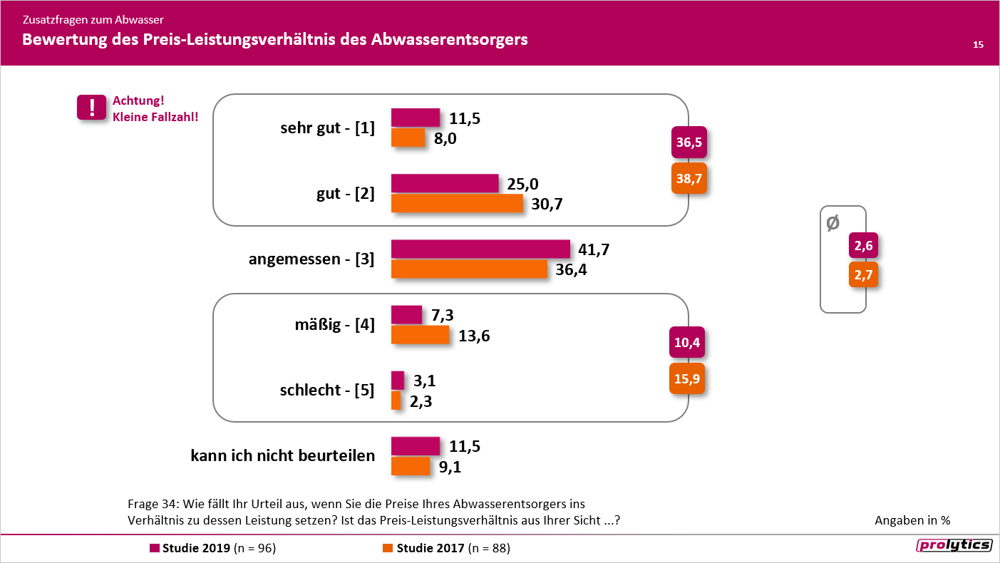 Zusatzfragen zum Abwasser
Bewertung des Preis-Leistungsverhältnis des Abwasserentsorgers
15
!
Achtung!
Kleine Fallzahl!
sehr gut - [1]
11,5
8,0
gut - [2]
25,0
30,7
36,5
38,7
angemessen - [3]
41,7
36,4
Ø
2,6
2,7
mäßig - [4]
7,3
13,6
schlecht - [5]
3,1
2,3
10,4
15,9
kann ich nicht beurteilen
11,5
9,1
Frage 34: Wie fällt Ihr Urteil aus, wenn Sie die Preise Ihres Abwasserentsorgers ins
Verhältnis zu dessen Leistung setzen? Ist das Preis-Leistungsverhältnis aus Ihrer Sicht ...?
Angaben in %
Studie 2019 (n = 96)
Studie 2017 (n = 88)
prolytics